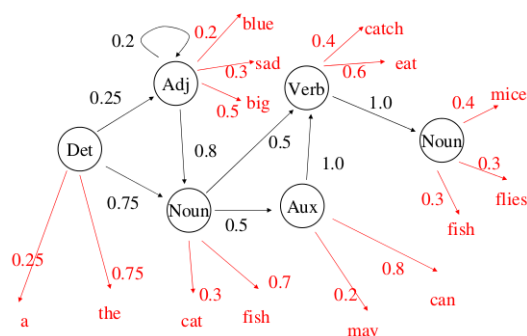 0.2
0.2
blue
Adj
0.3
sad
0.5
big
0.4
catch
0.6
eat
Verb
1.0
0.4
mice
Noun
0.3
flies
0.3
fish
0.25
Det
0.8
0.5
1.0
0.75
Noun
0.5
Aux
0.25
0.75
a
the
0.3
cat
0.7
fish
0.2
may
0.8
can